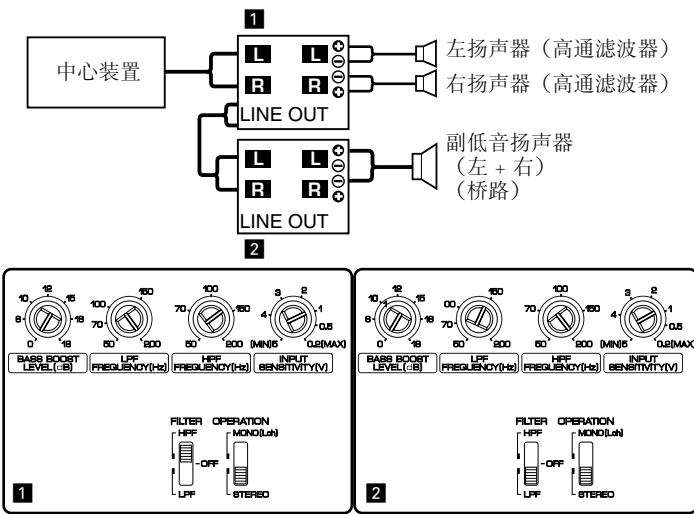 1
中心装置
L L ⊕
⊖
R R ⊖
⊕
LINE OUT
左扬声器（高通滤波器）
右扬声器（高通滤波器）
L L ⊕
⊖
R R ⊖
⊕
LINE OUT
副低音扬声器
（左 + 右）
（桥路）
2
0 6 10 12 15 18 18
BASS BOOST
LEVEL(dB)
50 70 100 150 200
LPF
FREQUENCY(Hz)
50 70 100 150 200
HPF
FREQUENCY(Hz)
(MIN)5 4 3 2 1 0.5 0.2(MAX)
INPUT
SENSITIVITY(V)
FILTER OPERATION
HPF MONO(Lch)
OFF
LPF STEREO
1
0 6 10 12 15 18 18
BASS BOOST
LEVEL(dB)
50 70 00 150 200
LPF
FREQUENCY(Hz)
50 70 100 150 200
HPF
FREQUENCY(Hz)
(MIN)5 4 3 2 1 0.5 0.2(MAX)
INPUT
SENSITIVITY(V)
FILTER OPERATION
HPF MONO(Lch)
OFF
LPF STEREO
2